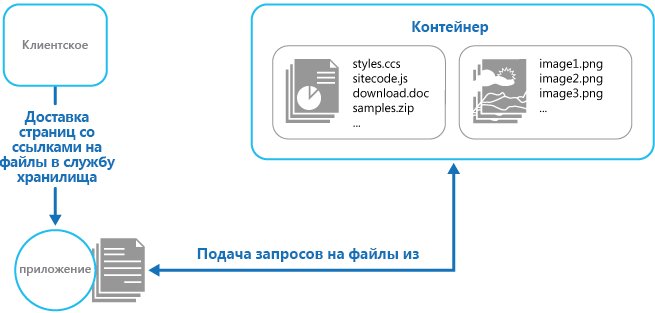 Клиентское
Доставка
страниц со
ссылками на
файлы в службу
хранилища
приложение
Контейнер
styles.ccs
sitecode.js
download.doc
samples.zip
...
image1.png
image2.png
image3.png
...
Подача запросов на файлы из